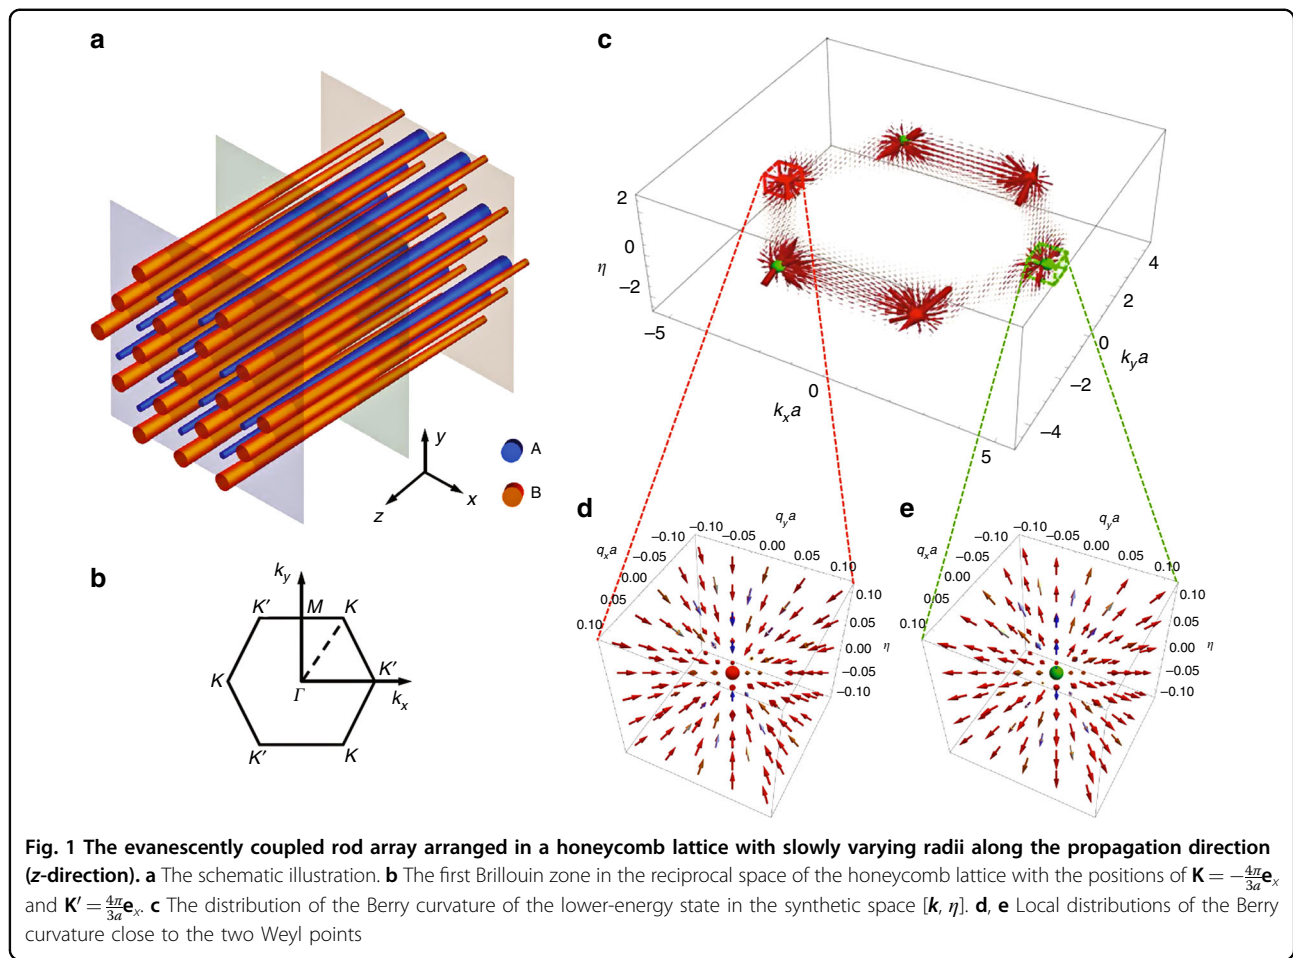 a
A
B
y
x
z
b
k_y
K′ M K
K Γ K′
k_x
K′ K
c
2
0
η
−2
−5
0
k_xa
5
4
2
0
k_ya
−2
−4
d
q_xa
−0.10
−0.05
0.00
0.05
0.10
−0.10
−0.05
q_ya
0.00
0.05
0.10
0.10
0.05
0.00 η
−0.05
−0.10
e
q_xa
−0.10
−0.05
0.00
0.05
0.10
−0.10
−0.05
q_ya
0.00
0.05
0.10
0.10
0.05
0.00 η
−0.05
−0.10
Fig. 1 The evanescently coupled rod array arranged in a honeycomb lattice with slowly varying radii along the propagation direction
(z-direction). a The schematic illustration. b The first Brillouin zone in the reciprocal space of the honeycomb lattice with the positions of K = −4π/3a e_x
and K′ = 4π/3a e_x. c The distribution of the Berry curvature of the lower-energy state in the synthetic space [k, η]. d, e Local distributions of the Berry
curvature close to the two Weyl points